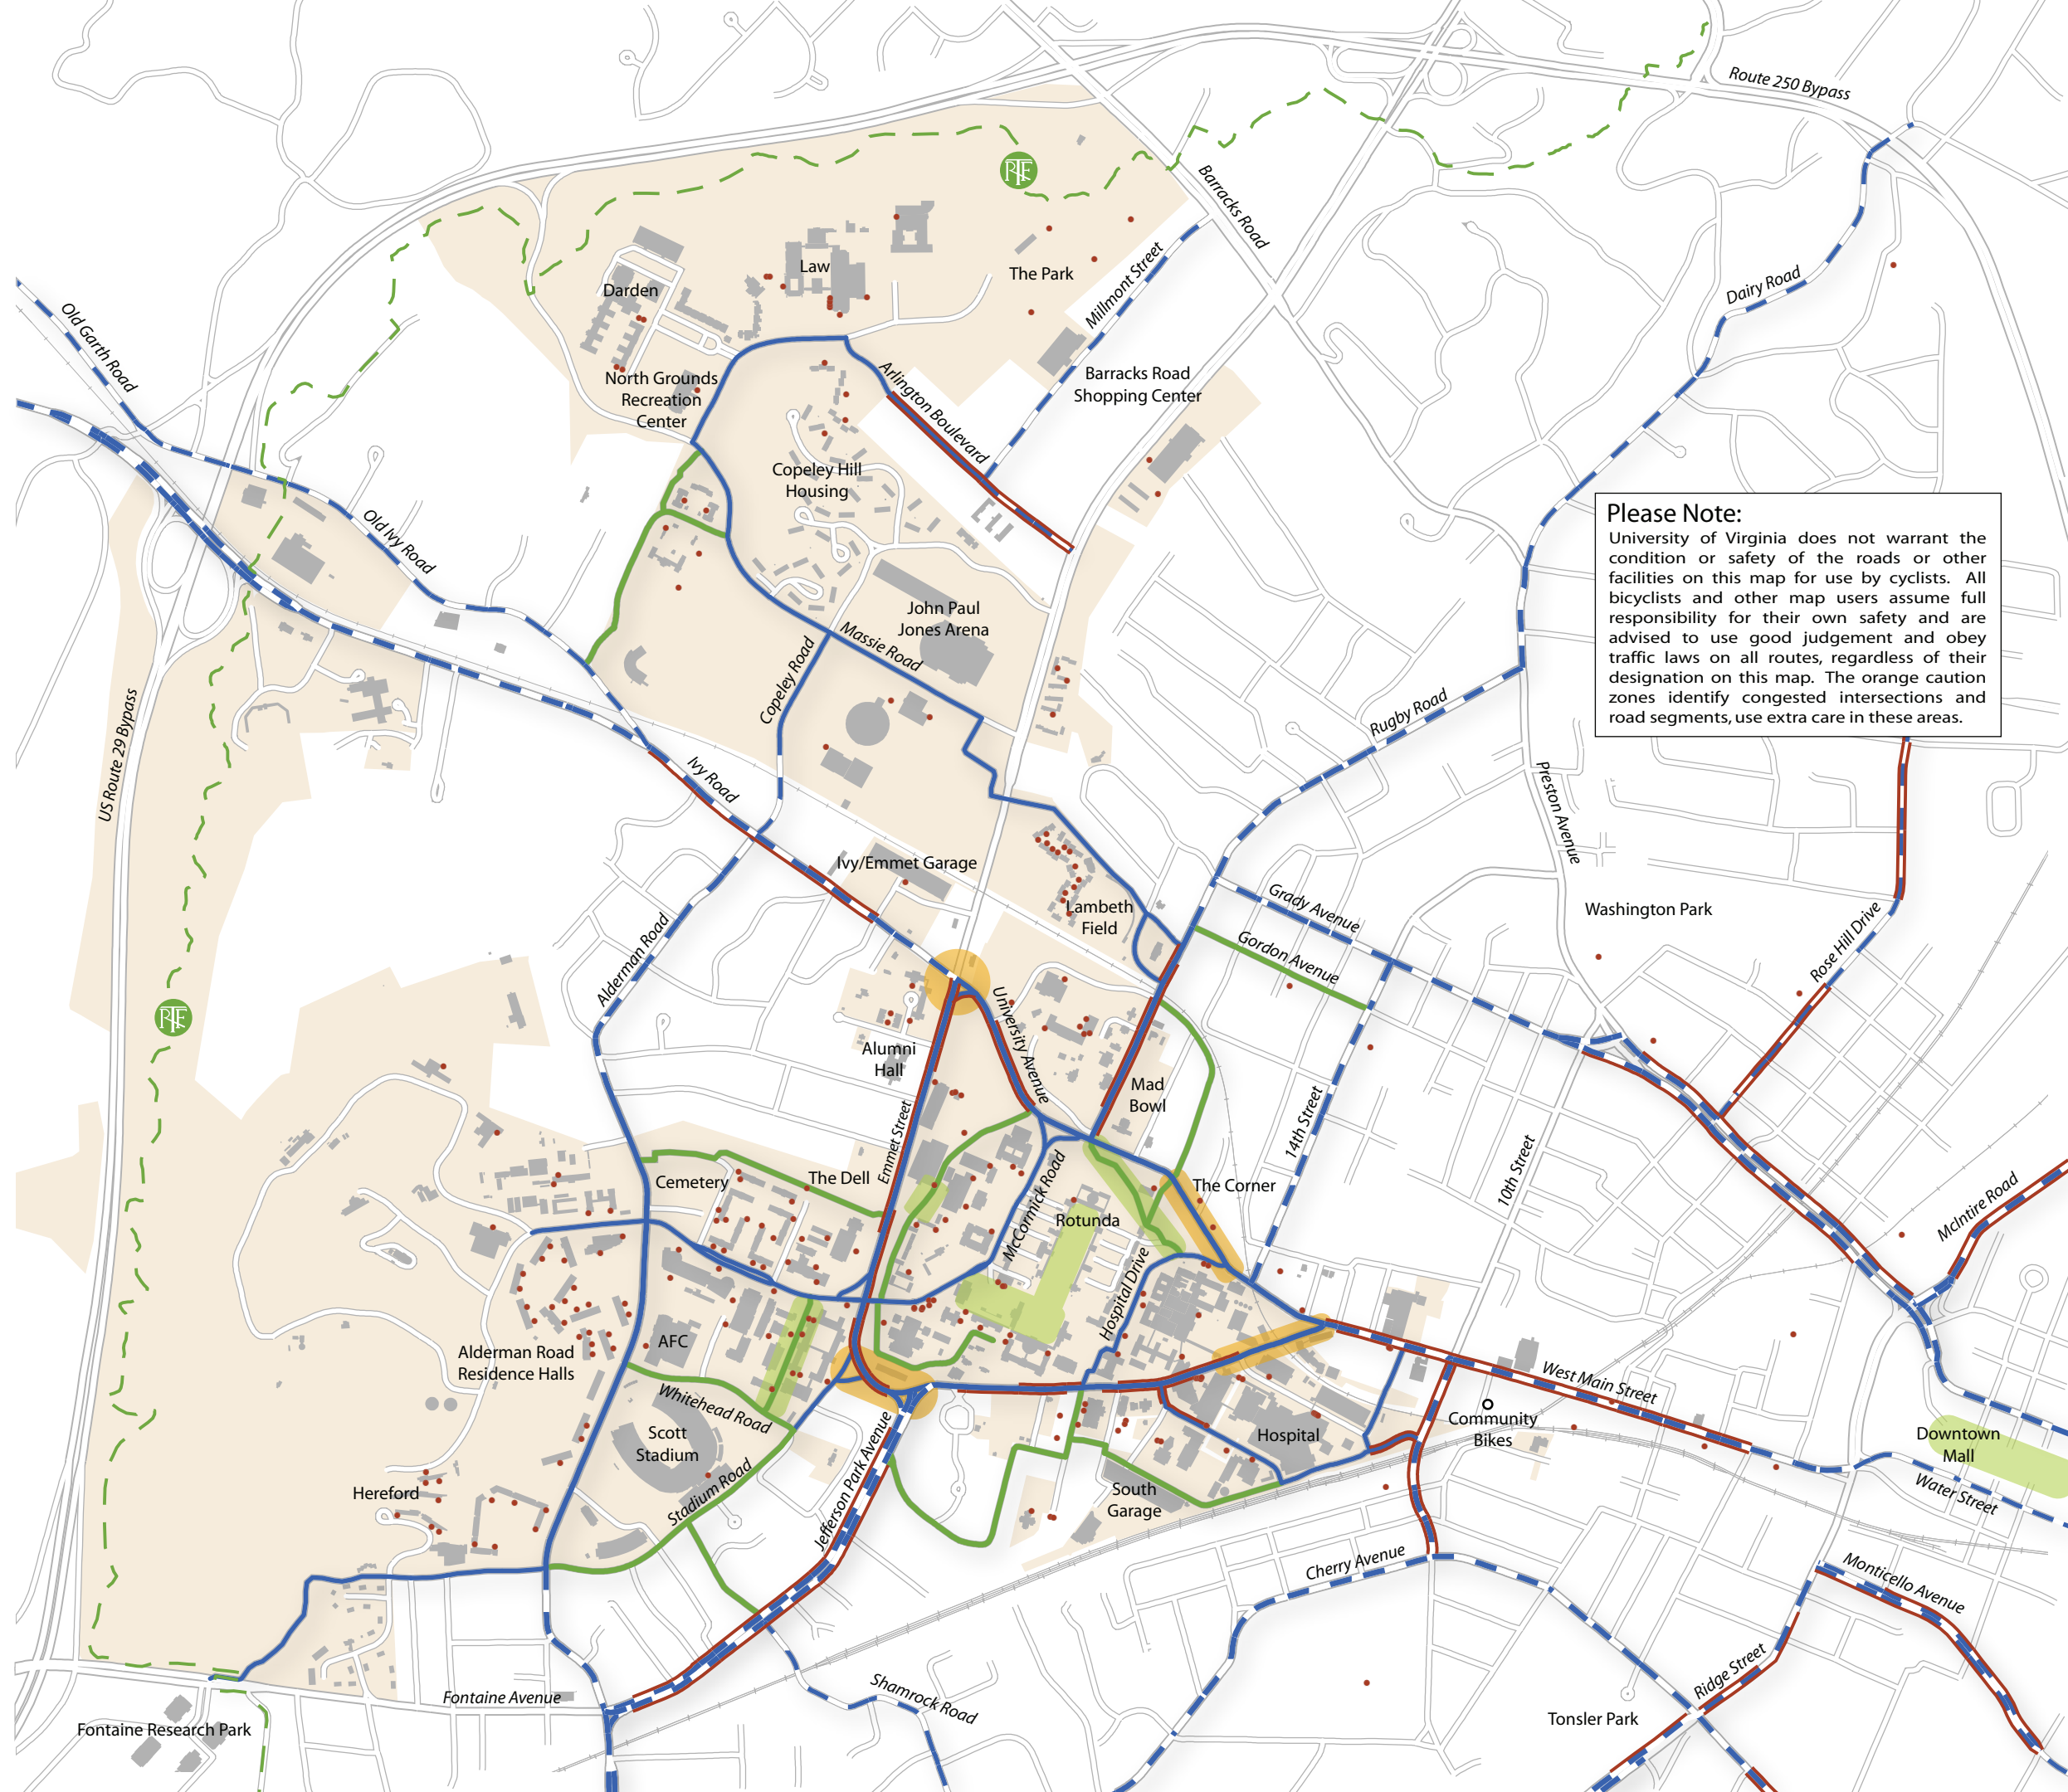 Route 250 Bypass
Barracks Road
RTF
Law
The Park
Darden
Millmont Street
Dairy Road
Old Garth Road
North Grounds
Recreation
Center
Arlington Boulevard
Barracks Road
Shopping Center
Copeley Hill
Housing
Old Ivy Road
Please Note:
University of Virginia does not warrant the
condition or safety of the roads or other
facilities on this map for use by cyclists. All
bicyclists and other map users assume full
responsibility for their own safety and are
advised to use good judgement and obey
traffic laws on all routes, regardless of their
designation on this map. The orange caution
zones identify congested intersections and
road segments, use extra care in these areas.
John Paul
Jones Arena
Massie Road
Copeley Road
US Route 29 Bypass
Rugby Road
Ivy Road
Preston Avenue
Ivy/Emmet Garage
Lambeth
Field
Grady Avenue
Washington Park
Gordon Avenue
Rose Hill Drive
Alderman Road
University Avenue
RTF
Alumni
Hall
Mad
Bowl
Emmet Street
14th Street
10th Street
Cemetery
The Dell
McCormick Road
The Corner
Rotunda
McIntire Road
Hospital Drive
AFC
Alderman Road
Residence Halls
Whitehead Road
West Main Street
Scott
Stadium
Hospital
Community
Bikes
Downtown
Mall
Jefferson Park Avenue
Hereford
Stadium Road
South
Garage
Water Street
Cherry Avenue
Monticello Avenue
Ridge Street
Fontaine Avenue
Shamrock Road
Fontaine Research Park
Tonsler Park